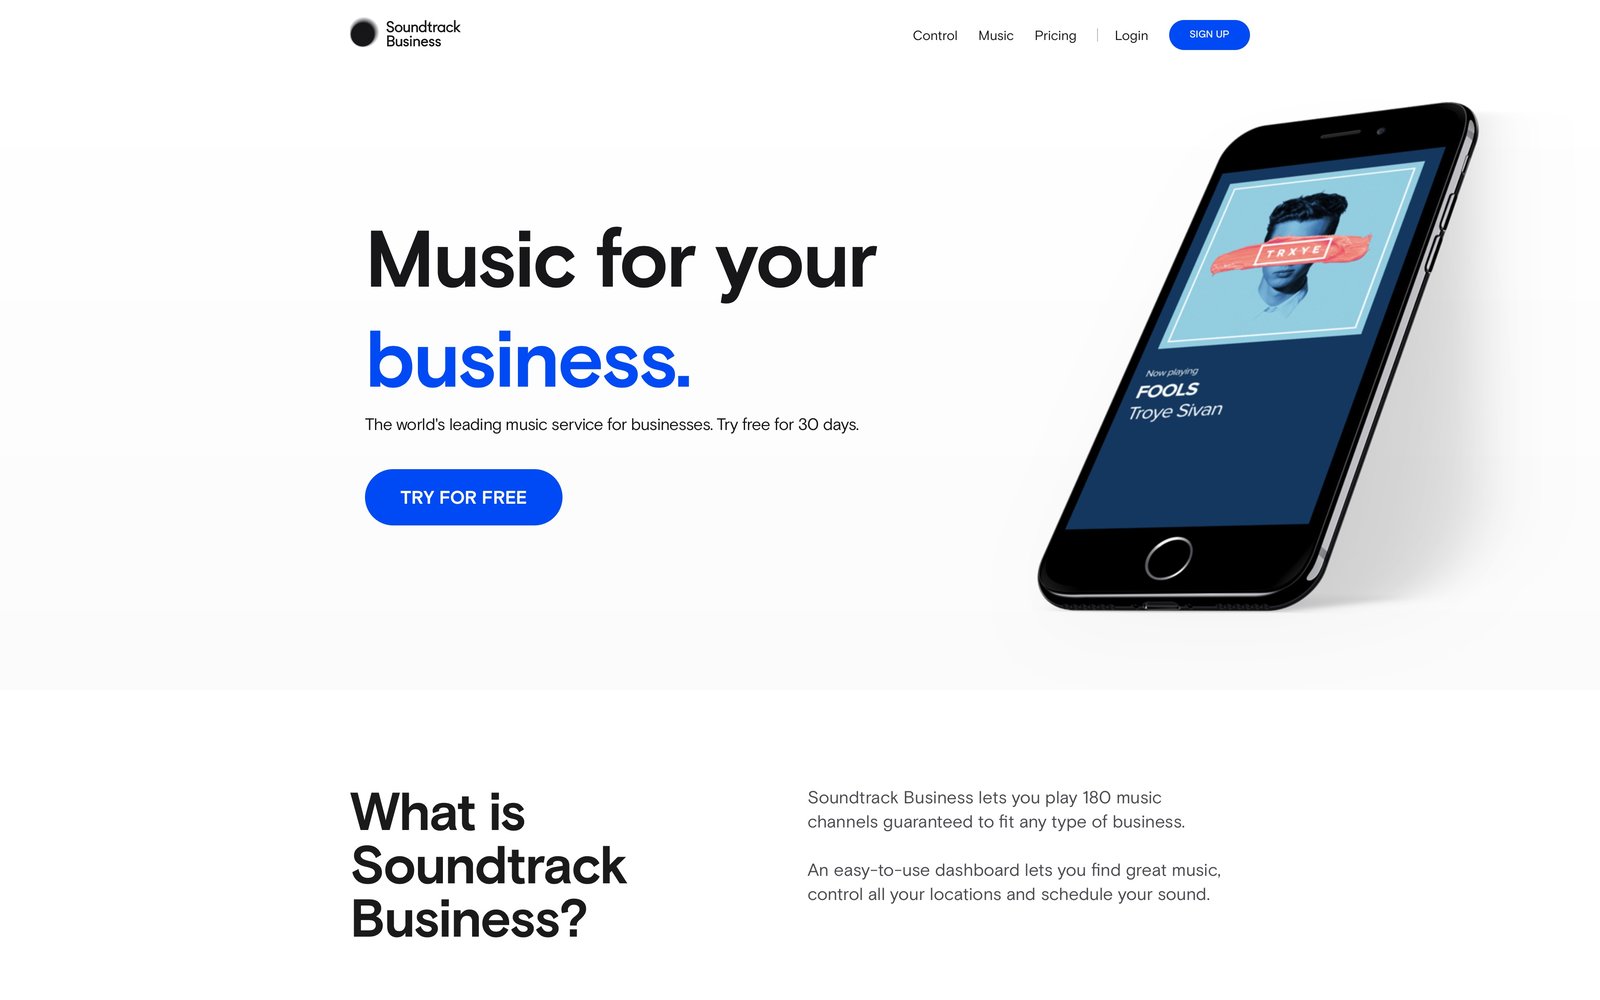 Soundtrack
Business
Control
Music
Pricing
Login
SIGN UP
Music for your
business.
The world's leading music service for businesses. Try free for 30 days.
TRY FOR FREE
TRXYE
Now playing
FOOLS
Troye Sivan
What is
Soundtrack
Business?
Soundtrack Business lets you play 180 music
channels guaranteed to fit any type of business.
An easy-to-use dashboard lets you find great music,
control all your locations and schedule your sound.